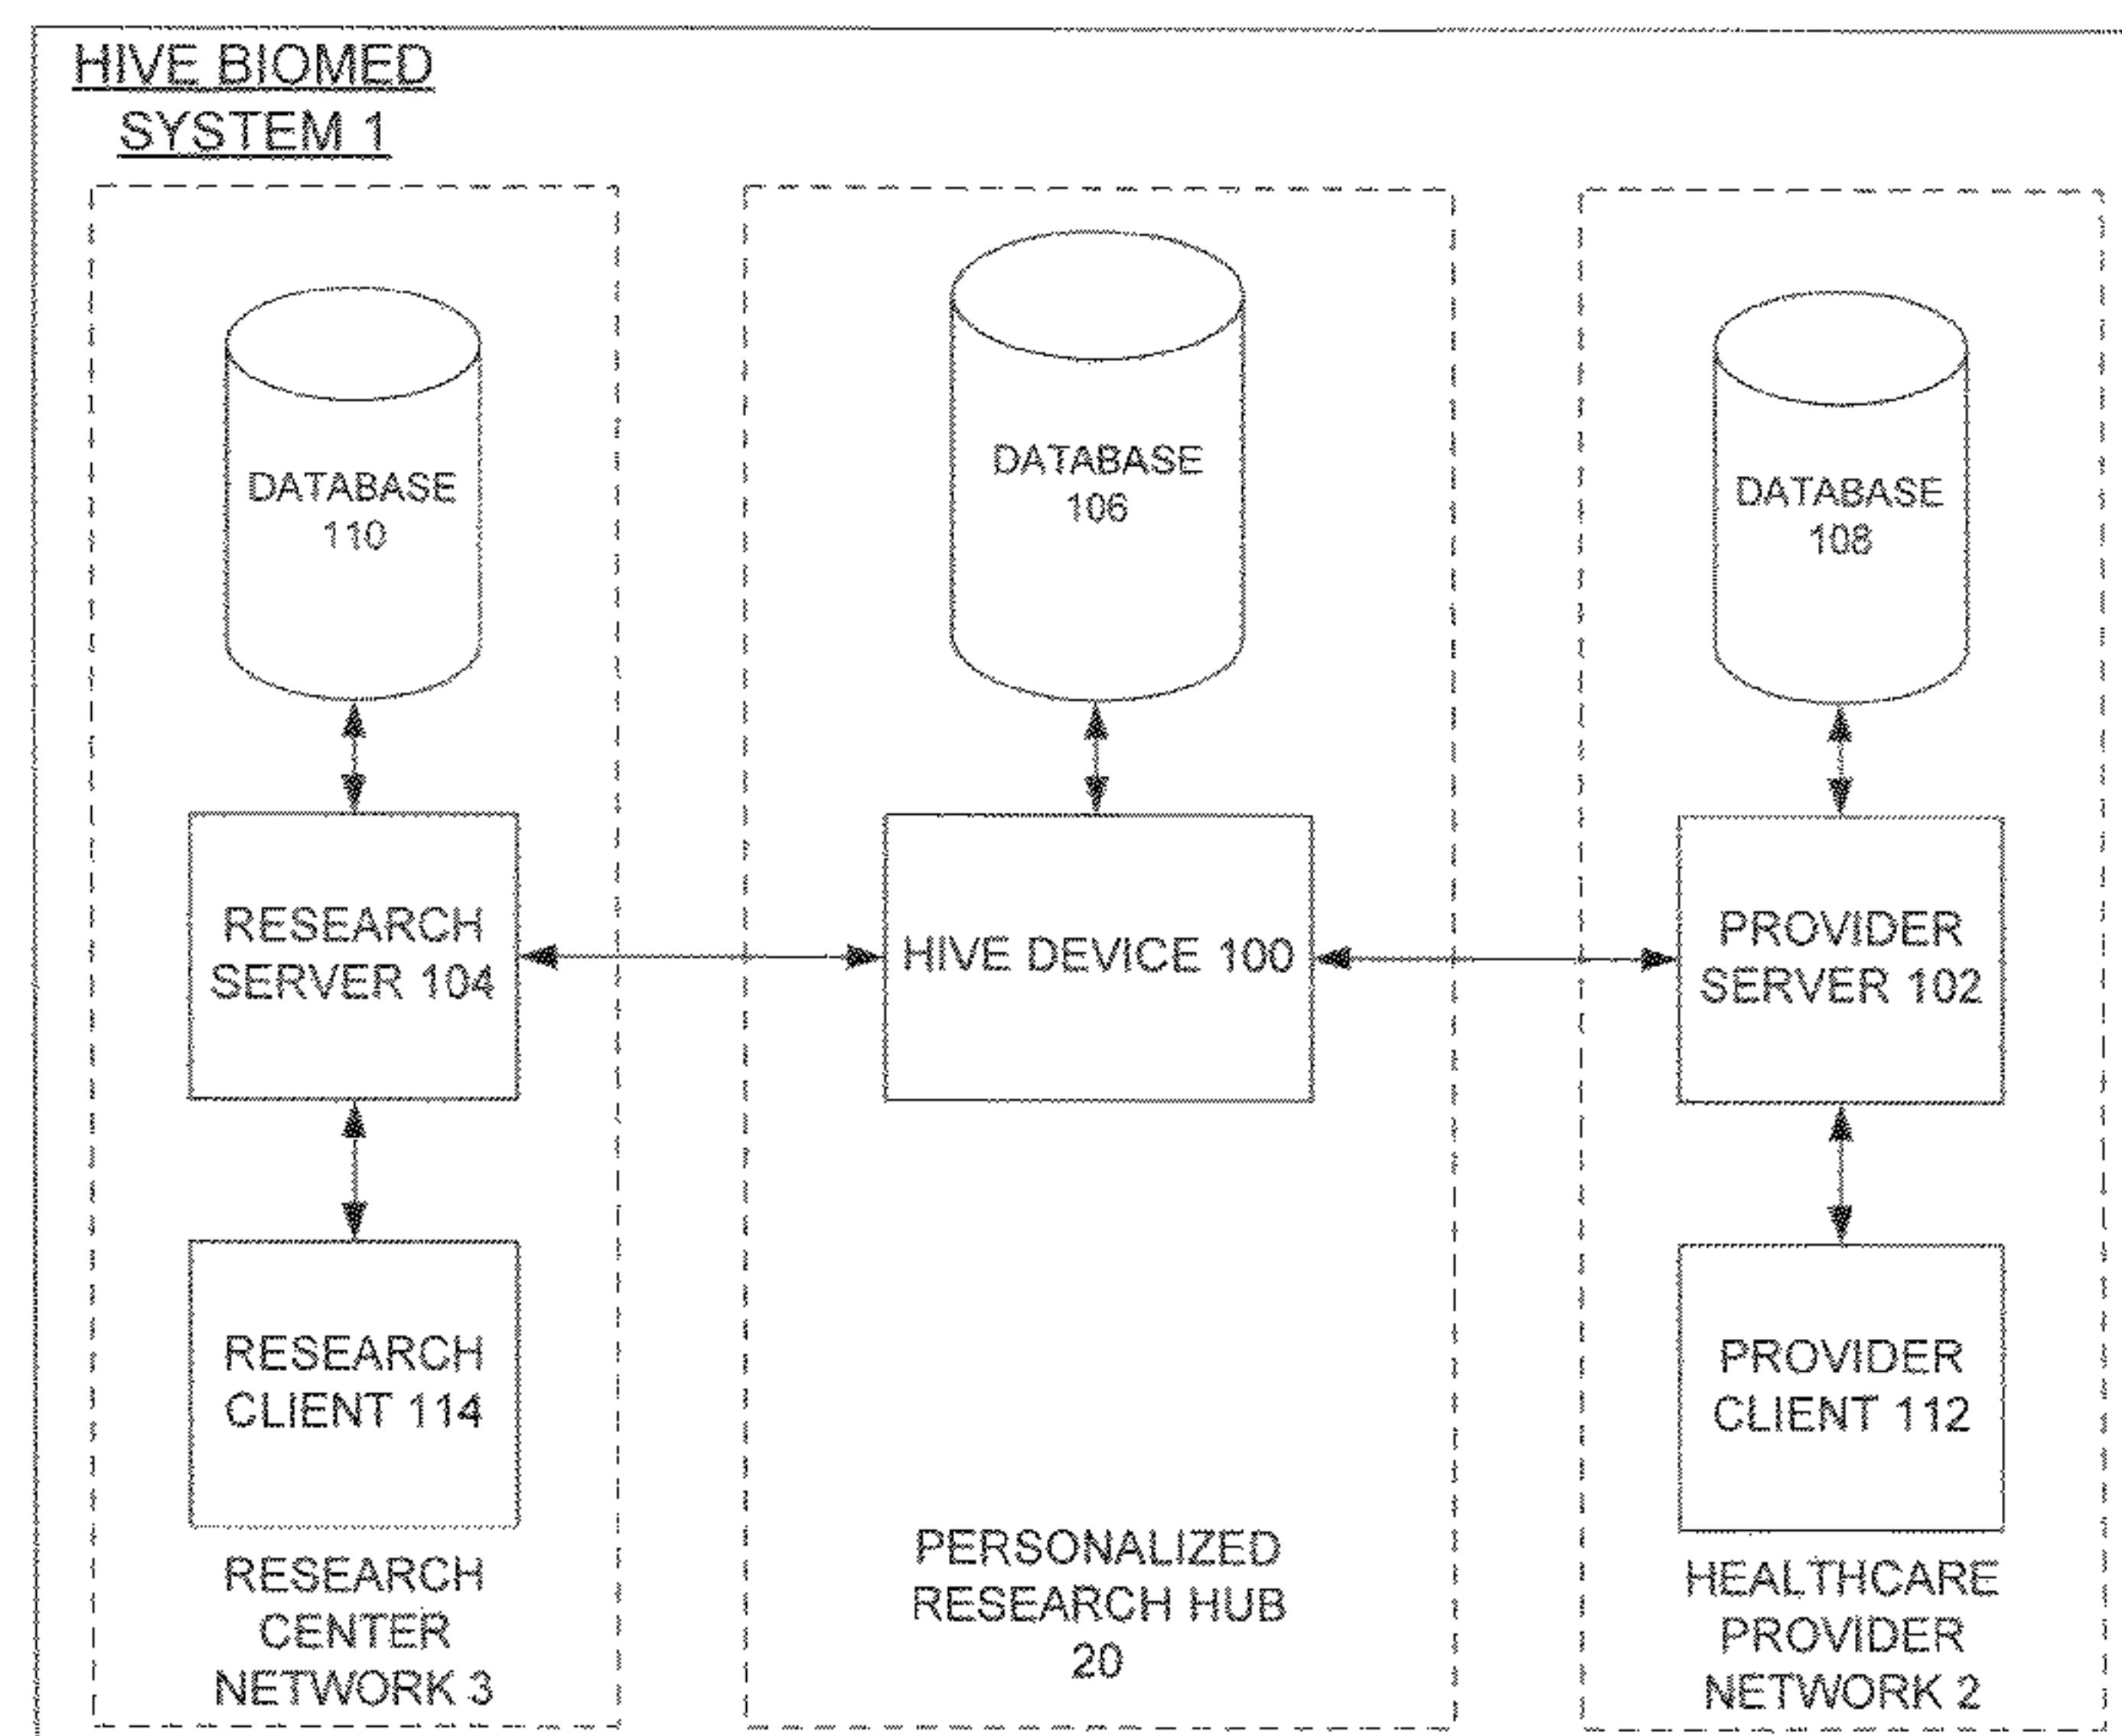 HIVE BIOMED
SYSTEM 1
DATABASE
110
RESEARCH
SERVER 104
RESEARCH
CLIENT 114
RESEARCH
CENTER
NETWORK 3
DATABASE
106
HIVE DEVICE 100
PERSONALIZED
RESEARCH HUB
20
DATABASE
108
PROVIDER
SERVER 102
PROVIDER
CLIENT 112
HEALTHCARE
PROVIDER
NETWORK 2